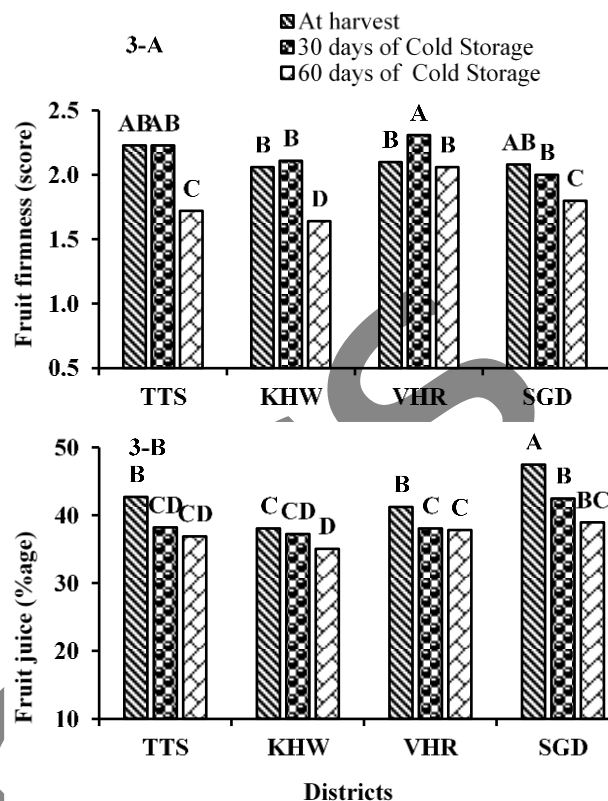 At harvest
3-A
30 days of Cold Storage
60 days of Cold Storage
Fruit firmness (score)
2.5
2.0
1.5
1.0
0.5
AB AB C B B D B A B AB B C
TTS KHW VHR SGD
3-B
Fruit juice (%age)
50
40
30
20
10
B CD CD C CD D B C C A B BC
TTS KHW VHR SGD
Districts